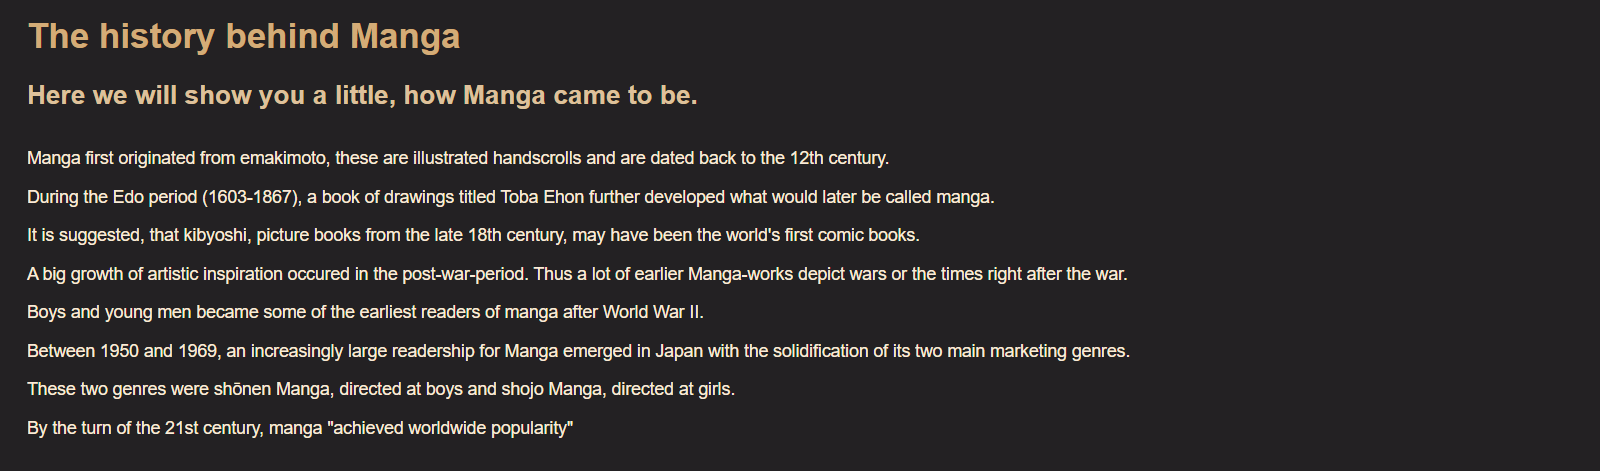 The history behind Manga
Here we will show you a little, how Manga came to be.
Manga first originated from emakimoto, these are illustrated handscrolls and are dated back to the 12th century.
During the Edo period (1603-1867), a book of drawings titled Toba Ehon further developed what would later be called manga.
It is suggested, that kibyoshi, picture books from the late 18th century, may have been the world's first comic books.
A big growth of artistic inspiration occured in the post-war-period. Thus a lot of earlier Manga-works depict wars or the times right after the war.
Boys and young men became some of the earliest readers of manga after World War II.
Between 1950 and 1969, an increasingly large readership for Manga emerged in Japan with the solidification of its two main marketing genres.
These two genres were shōnen Manga, directed at boys and shojo Manga, directed at girls.
By the turn of the 21st century, manga "achieved worldwide popularity"